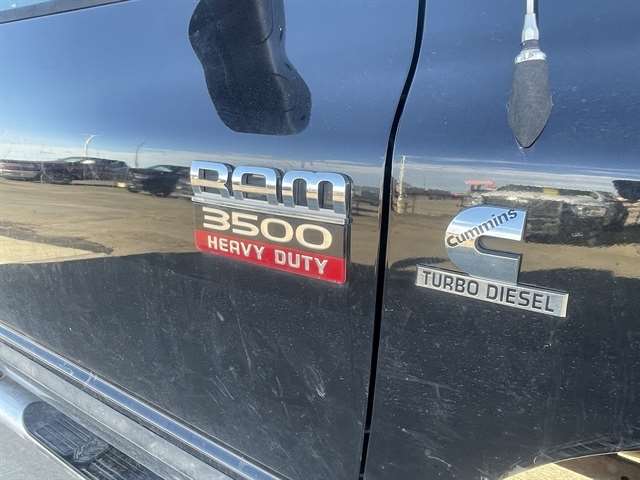 RAM
3500
HEAVY DUTY
Cummins
TURBO DIESEL